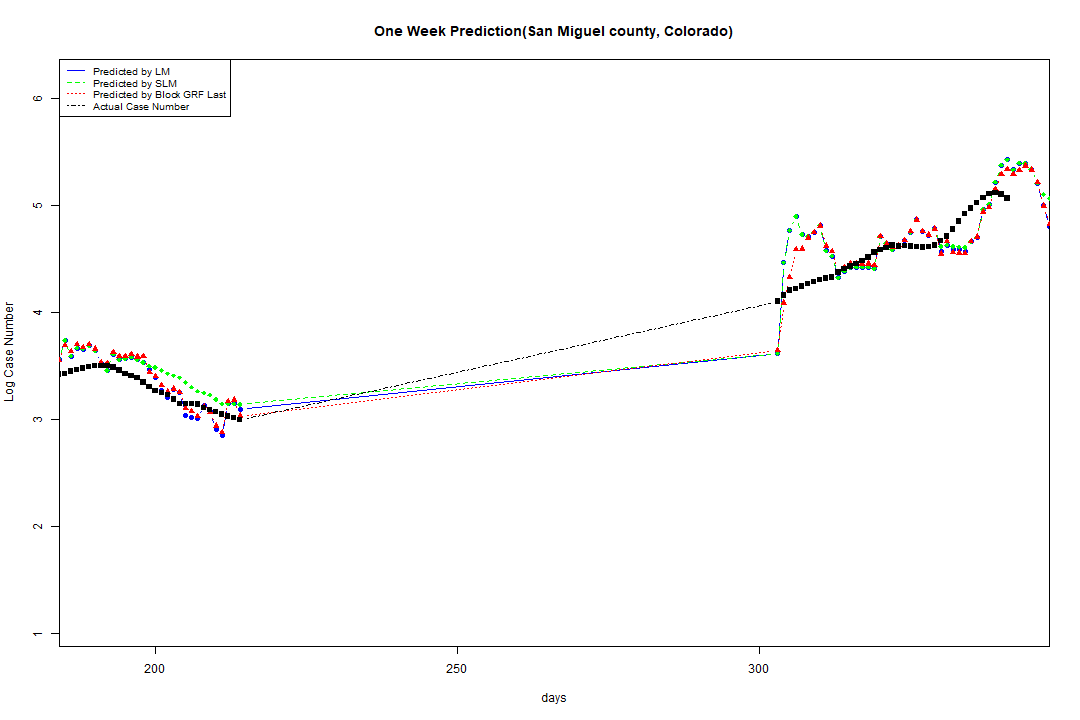 One Week Prediction(San Miguel county, Colorado)
Predicted by LM
Predicted by SLM
Predicted by Block GRF Last
Actual Case Number
6
5
4
3
2
1
Log Case Number
200
250
300
days